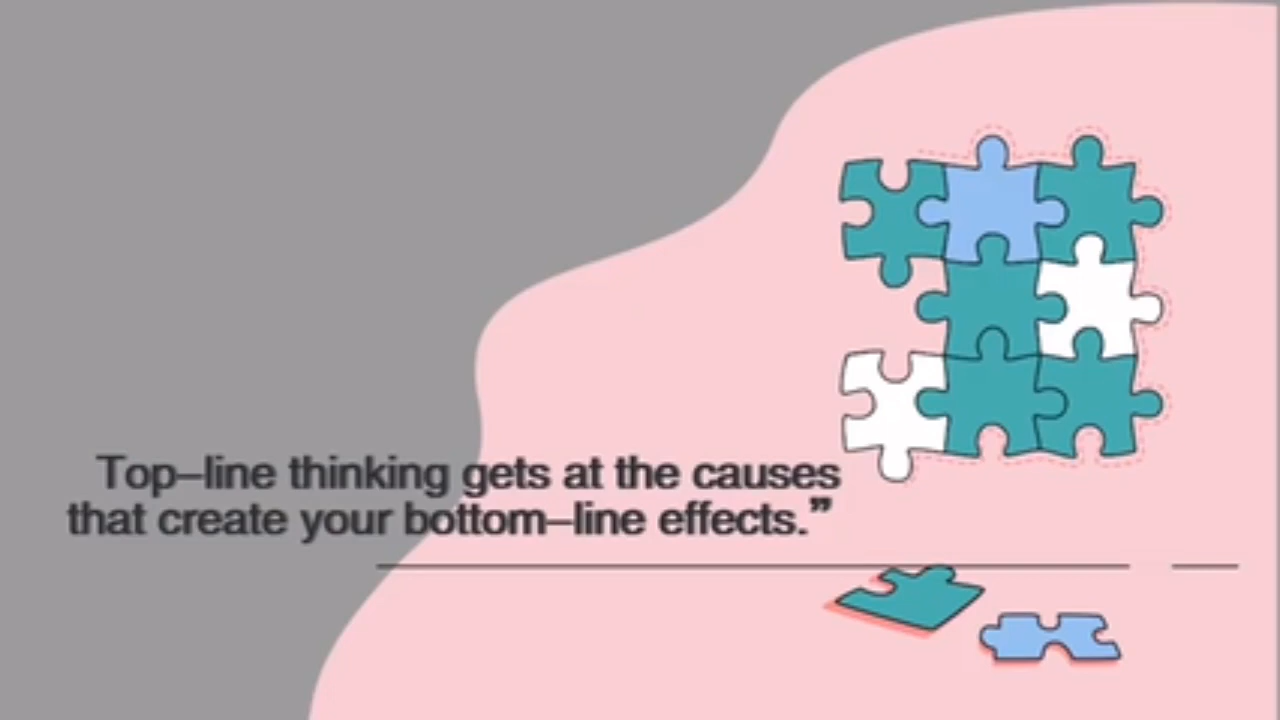 Top–line thinking gets at the causes
that create your bottom–line effects.”